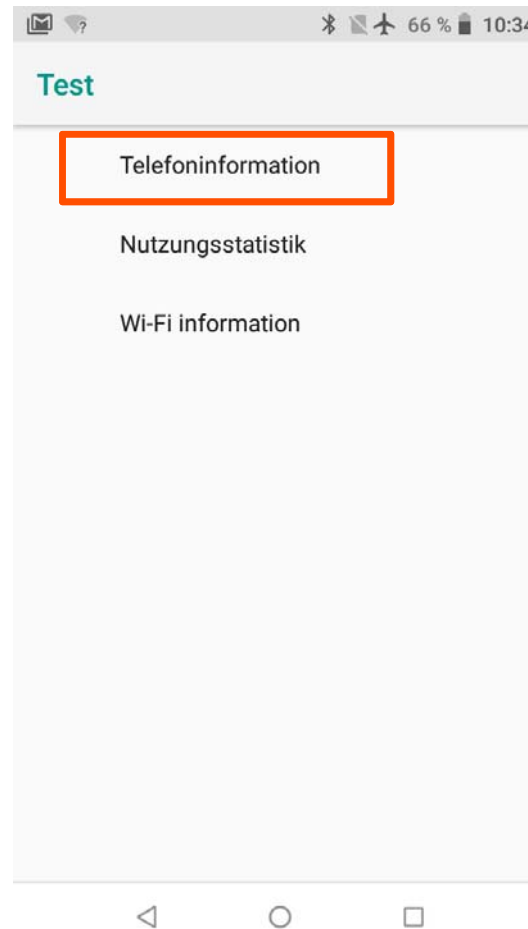 66 % 10:34
Test
Telefoninformation
Nutzungsstatistik
Wi-Fi information